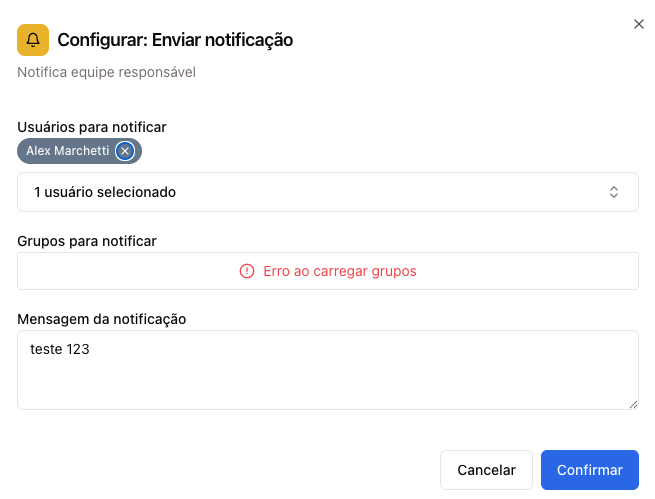 Configurar: Enviar notificação
Notifica equipe responsável
Usuários para notificar
Alex Marchetti
1 usuário selecionado
Grupos para notificar
Erro ao carregar grupos
Mensagem da notificação
teste 123
Cancelar
Confirmar